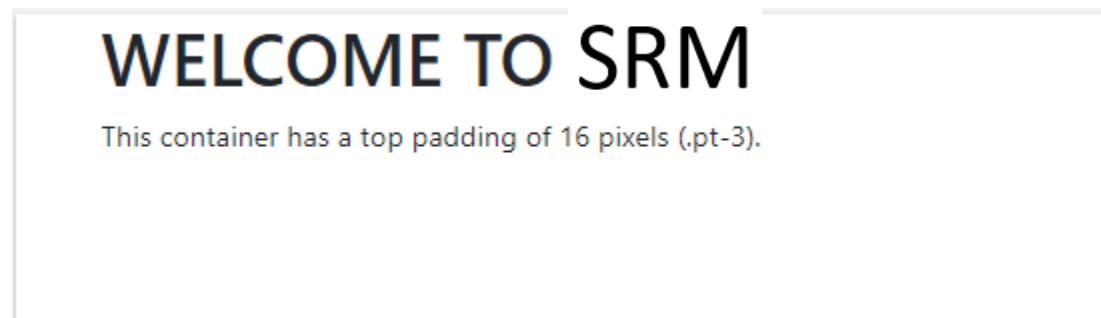 WELCOME TO SRM
This container has a top padding of 16 pixels (.pt-3).